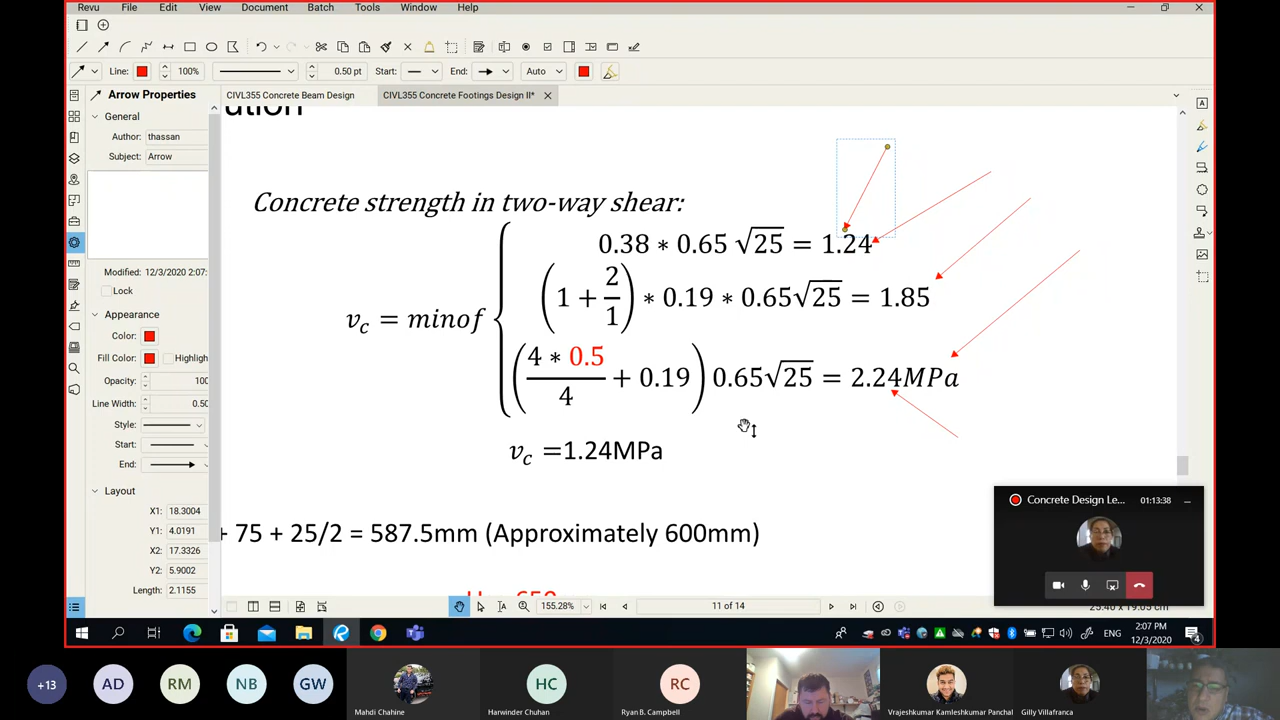 Revu File Edit View Document Batch Tools Window Help
Line: 100% 0.50 pt Start: End: Auto
Arrow Properties CIVL355 Concrete Beam Design CIVL355 Concrete Footings Design II*
ution
General
Author: thassan
Subject: Arrow
Modified: 12/3/2020 2:07:
Lock
Appearance
Color:
Fill Color: Highligh
Opacity: 100
Line Width: 0.50
Style:
Start:
End:
Layout
X1: 18.3004
Y1: 4.0191
X2: 17.3326
Y2: 5.9002
Length: 2.1155
Concrete strength in two-way shear:
0.38 * 0.65 √25 = 1.24
(1 + 2/1) * 0.19 * 0.65√25 = 1.85
v_c = minof
(4 * 0.5/4 + 0.19) 0.65√25 = 2.24MPa
v_c =1.24MPa
+ 75 + 25/2 = 587.5mm (Approximately 600mm)
Concrete Design Le... 01:13:38
155.28% 11 of 14
ENG 2:07 PM
12/3/2020
4
+13 AD RM NB GW HC RC
Mahdi Chahine Harwinder Chuhan Ryan B. Campbell Vrajeshkumar Kamleshkumar Panchal Gilly Villafranca